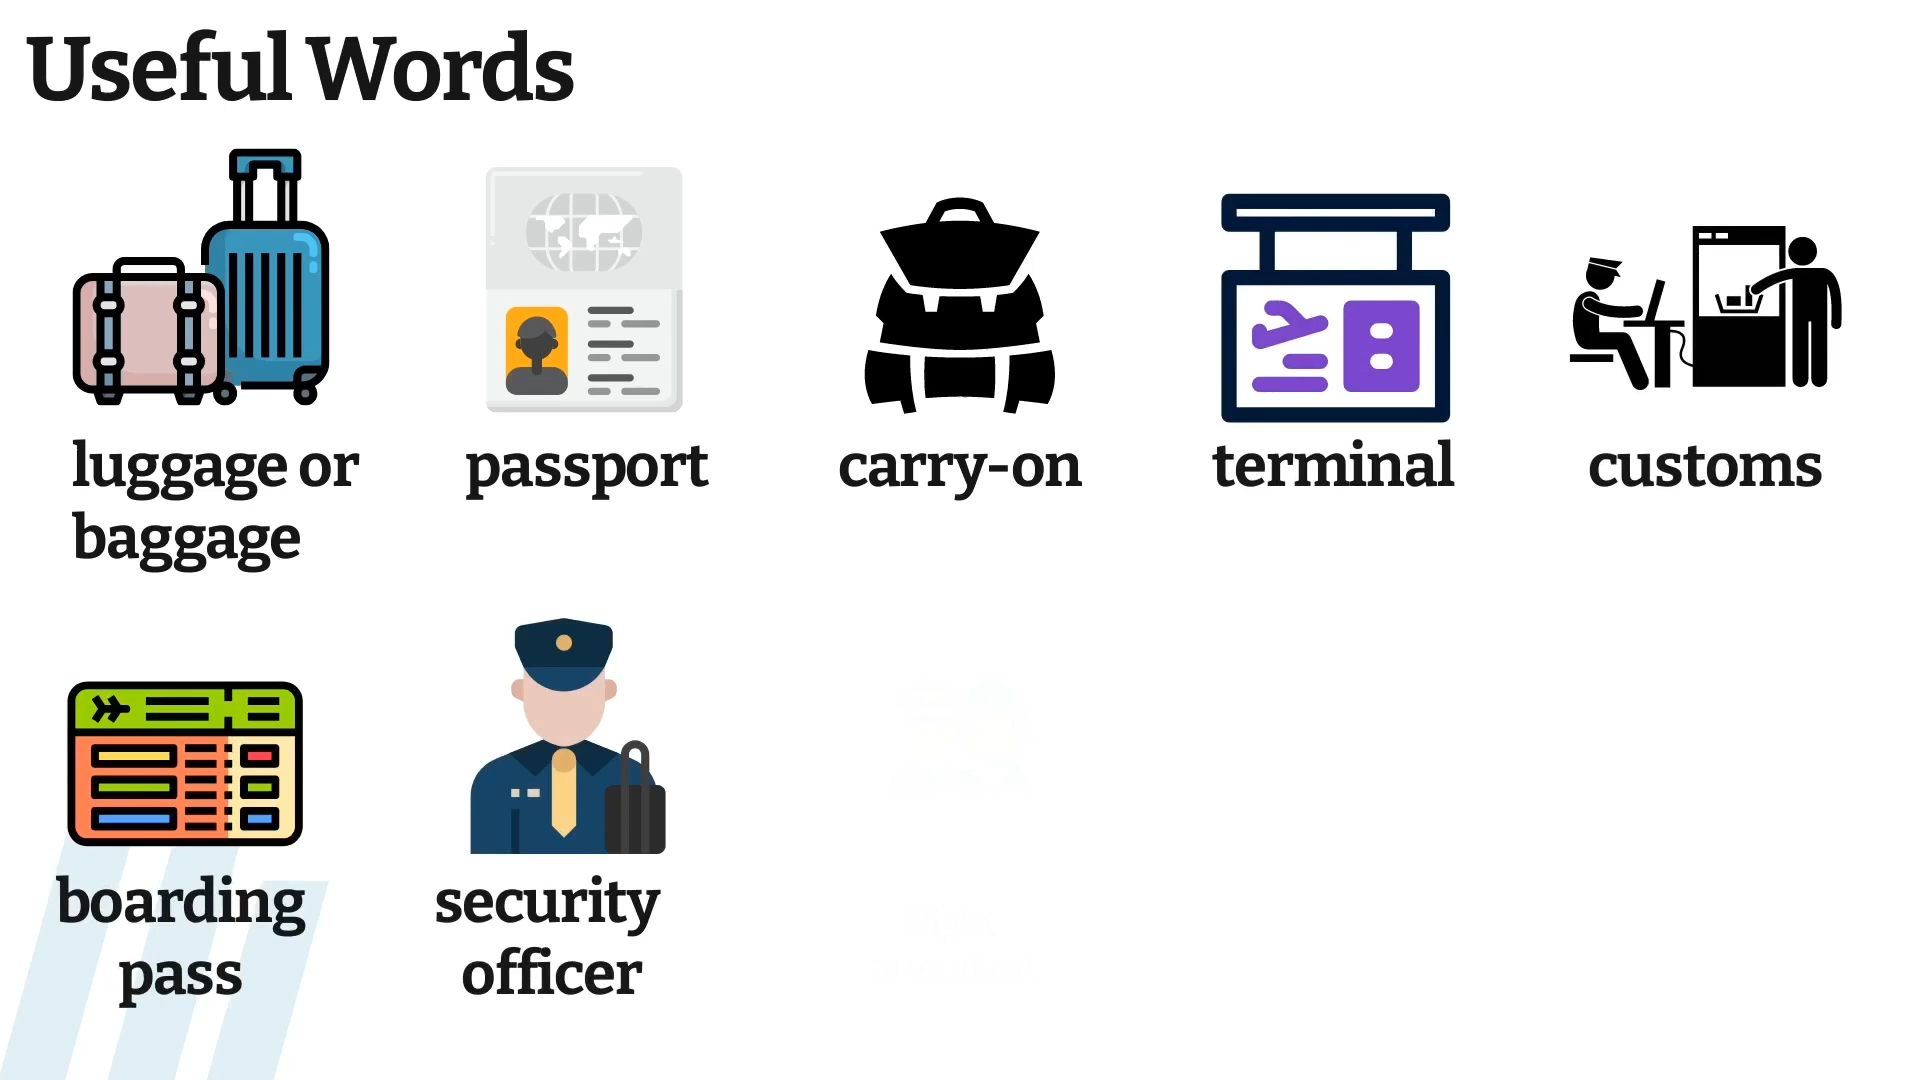 Useful Words
luggage or
baggage
passport
carry-on
terminal
customs
boarding
pass
security
officer